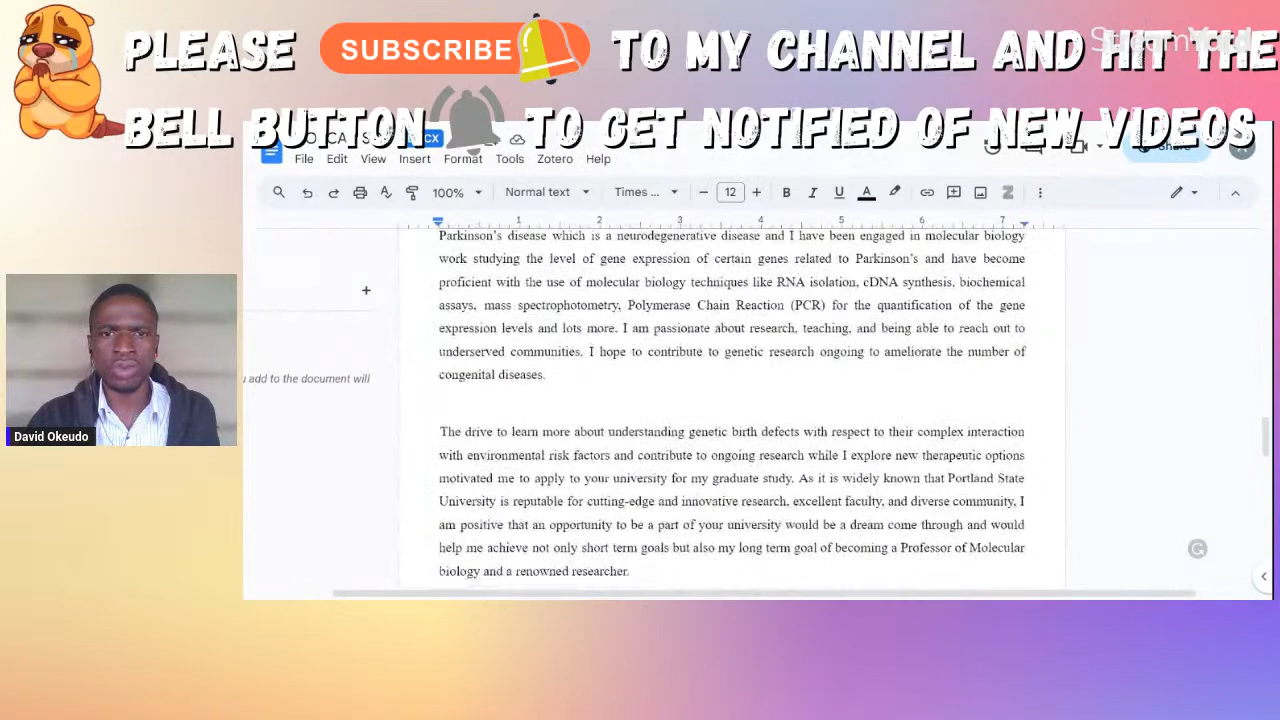 PLEASE SUBSCRIBE TO MY CHANNEL AND HIT THE
BELL BUTTON TO GET NOTIFIED OF NEW VIDEOS
File Edit View Insert Format Tools Zotero Help
Share
100% Normal text Times ... 12 B I U A
1 2 3 4 5 6 7
Parkinson's disease which is a neurodegenerative disease and I have been engaged in molecular biology
work studying the level of gene expression of certain genes related to Parkinson's and have become
proficient with the use of molecular biology techniques like RNA isolation, cDNA synthesis, biochemical
assays, mass spectrophotometry, Polymerase Chain Reaction (PCR) for the quantification of the gene
expression levels and lots more. I am passionate about research, teaching, and being able to reach out to
underserved communities. I hope to contribute to genetic research ongoing to ameliorate the number of
congenital diseases.
u add to the document will
The drive to learn more about understanding genetic birth defects with respect to their complex interaction
with environmental risk factors and contribute to ongoing research while I explore new therapeutic options
motivated me to apply to your university for my graduate study. As it is widely known that Portland State
University is reputable for cutting-edge and innovative research, excellent faculty, and diverse community, I
am positive that an opportunity to be a part of your university would be a dream come through and would
help me achieve not only short term goals but also my long term goal of becoming a Professor of Molecular
biology and a renowned researcher.
David Okeudo